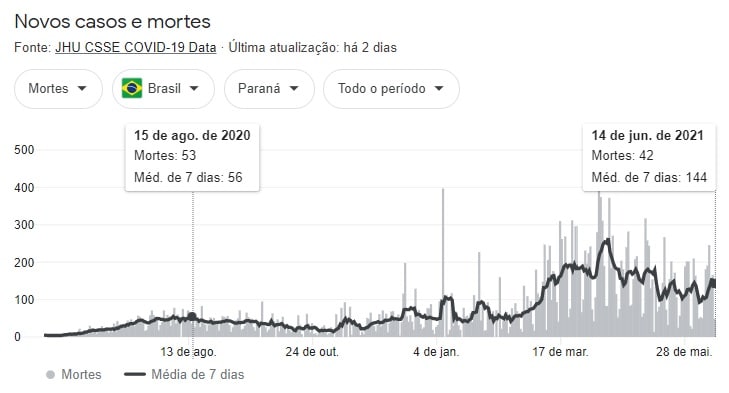 Novos casos e mortes
Fonte: JHU CSSE COVID-19 Data · Última atualização: há 2 dias
Mortes Brasil Paraná Todo o período
15 de ago. de 2020
Mortes: 53
Méd. de 7 dias: 56
14 de jun. de 2021
Mortes: 42
Méd. de 7 dias: 144
500
400
300
200
100
0
13 de ago. 24 de out. 4 de jan. 17 de mar. 28 de mai.
Mortes Média de 7 dias